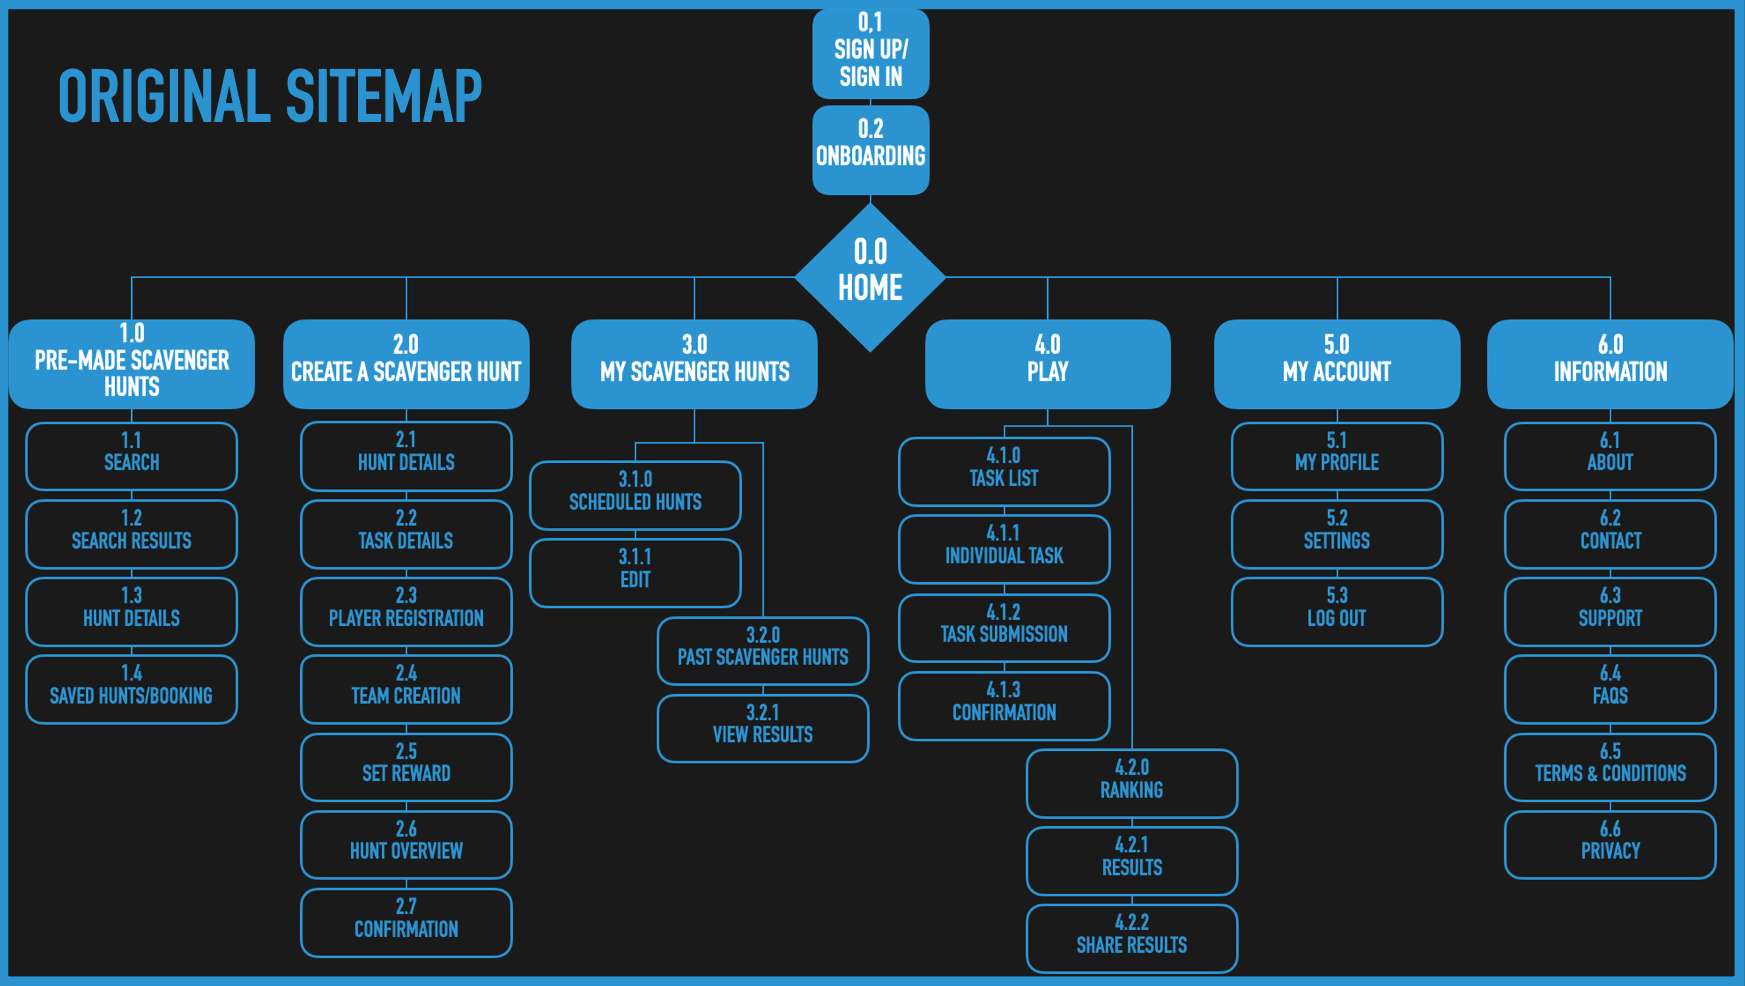 ORIGINAL SITEMAP
0,1
SIGN UP/
SIGN IN
0.2
ONBOARDING
0.0
HOME
1.0
PRE-MADE SCAVENGER
HUNTS
1.1
SEARCH
1.2
SEARCH RESULTS
1.3
HUNT DETAILS
1.4
SAVED HUNTS/BOOKING
2.0
CREATE A SCAVENGER HUNT
2.1
HUNT DETAILS
2.2
TASK DETAILS
2.3
PLAYER REGISTRATION
2.4
TEAM CREATION
2.5
SET REWARD
2.6
HUNT OVERVIEW
2.7
CONFIRMATION
3.0
MY SCAVENGER HUNTS
3.1.0
SCHEDULED HUNTS
3.1.1
EDIT
3.2.0
PAST SCAVENGER HUNTS
3.2.1
VIEW RESULTS
4.0
PLAY
4.1.0
TASK LIST
4.1.1
INDIVIDUAL TASK
4.1.2
TASK SUBMISSION
4.1.3
CONFIRMATION
4.2.0
RANKING
4.2.1
RESULTS
4.2.2
SHARE RESULTS
5.0
MY ACCOUNT
5.1
MY PROFILE
5.2
SETTINGS
5.3
LOG OUT
6.0
INFORMATION
6.1
ABOUT
6.2
CONTACT
6.3
SUPPORT
6.4
FAQS
6.5
TERMS & CONDITIONS
6.6
PRIVACY